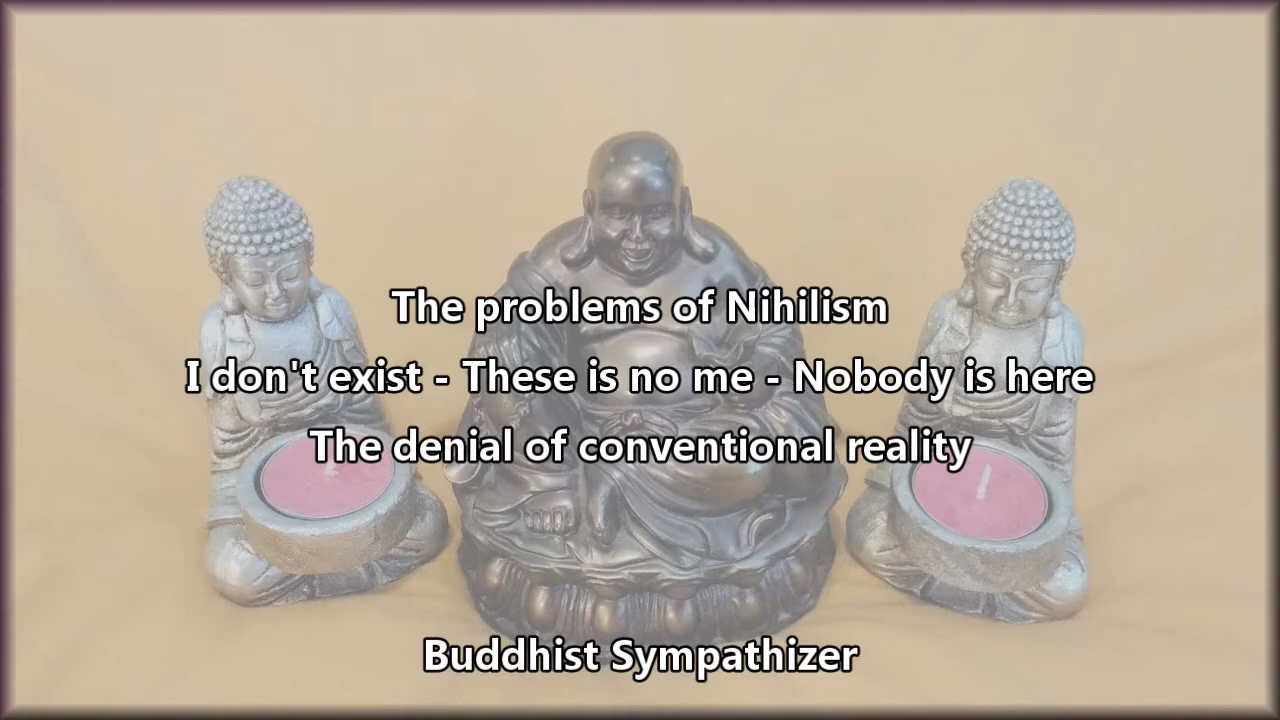 The problems of Nihilism
I don't exist - These is no me - Nobody is here
The denial of conventional reality
Buddhist Sympathizer